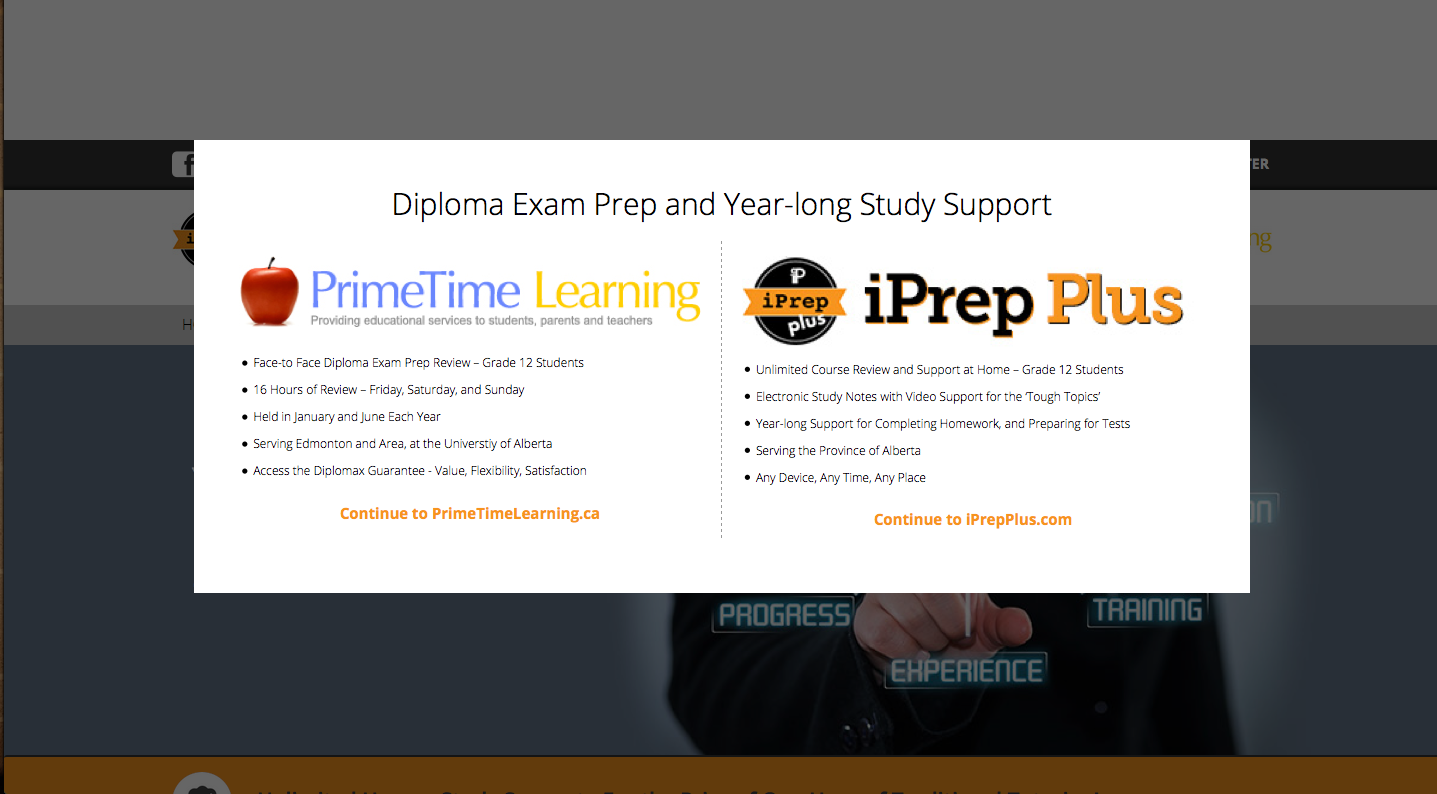 TER
Diploma Exam Prep and Year-long Study Support
PrimeTime Learning
Providing educational services to students, parents and teachers
• Face-to Face Diploma Exam Prep Review – Grade 12 Students
• 16 Hours of Review – Friday, Saturday, and Sunday
• Held in January and June Each Year
• Serving Edmonton and Area, at the Universtiy of Alberta
• Access the Diplomax Guarantee - Value, Flexibility, Satisfaction
Continue to PrimeTimeLearning.ca
iP
iPrep
plus
iPrep Plus
• Unlimited Course Review and Support at Home – Grade 12 Students
• Electronic Study Notes with Video Support for the ‘Tough Topics’
• Year-long Support for Completing Homework, and Preparing for Tests
• Serving the Province of Alberta
• Any Device, Any Time, Any Place
Continue to iPrepPlus.com
PROGRESS
TRAINING
EXPERIENCE